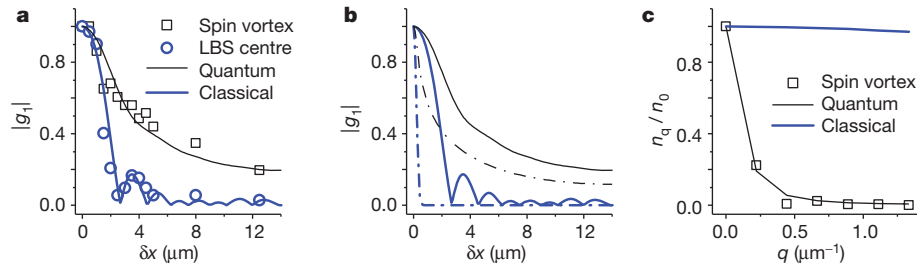 a
|g₁|
0.8
0.4
0.0
0
4
8
12
δx (μm)
Spin vortex
LBS centre
Quantum
Classical
b
|g₁|
0.8
0.4
0.0
0
4
8
12
δx (μm)
c
n_q / n₀
0.8
0.4
0.0
0.0
0.5
1.0
q (μm⁻¹)
Spin vortex
Quantum
Classical